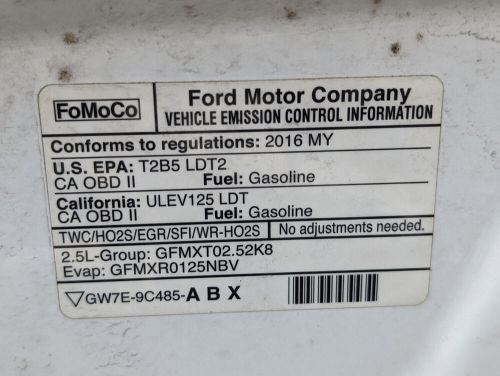 FoMoCo
Ford Motor Company
VEHICLE EMISSION CONTROL INFORMATION
Conforms to regulations: 2016 MY
U.S. EPA: T2B5 LDT2
CA OBD II Fuel: Gasoline
California: ULEV125 LDT
CA OBD II Fuel: Gasoline
TWC/HO2S/EGR/SFI/WR-HO2S No adjustments needed.
2.5L-Group: GFMXT02.52K8
Evap: GFMXR0125NBV
GW7E-9C485-A B X